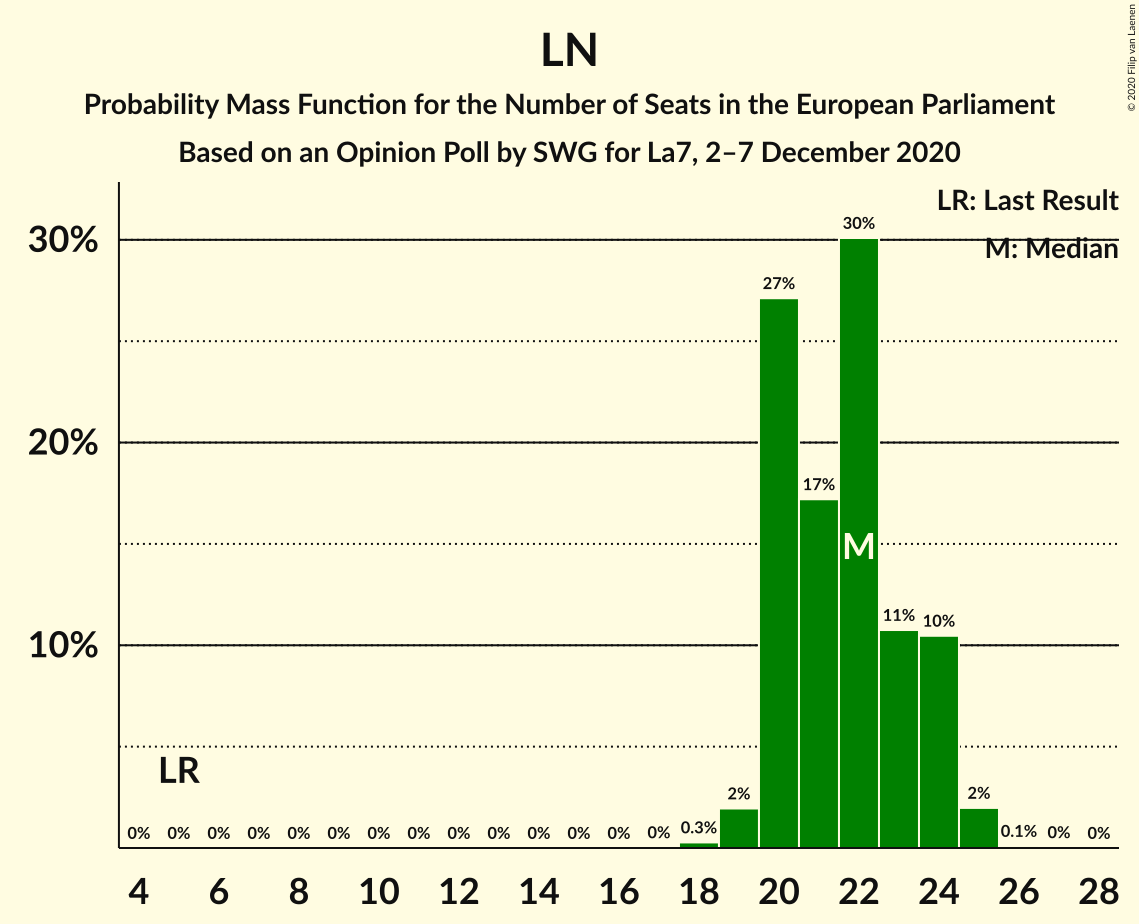 LN
Probability Mass Function for the Number of Seats in the European Parliament
Based on an Opinion Poll by SWG for La7, 2–7 December 2020
© 2020 Filip van Laenen
LR: Last Result
M: Median
30%
20%
10%
30%
27%
17%
M
11%
10%
LR
2%
2%
0% 0% 0% 0% 0% 0% 0% 0% 0% 0% 0% 0% 0% 0% 0.3% 0.1% 0% 0%
4 6 8 10 12 14 16 18 20 22 24 26 28